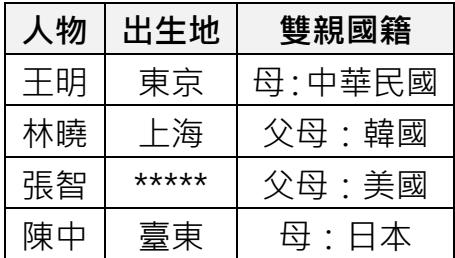 人物 出生地 雙親國籍
王明 東京 母：中華民國
林曉 上海 父母：韓國
張智 ***** 父母：美國
陳中 臺東 母：日本